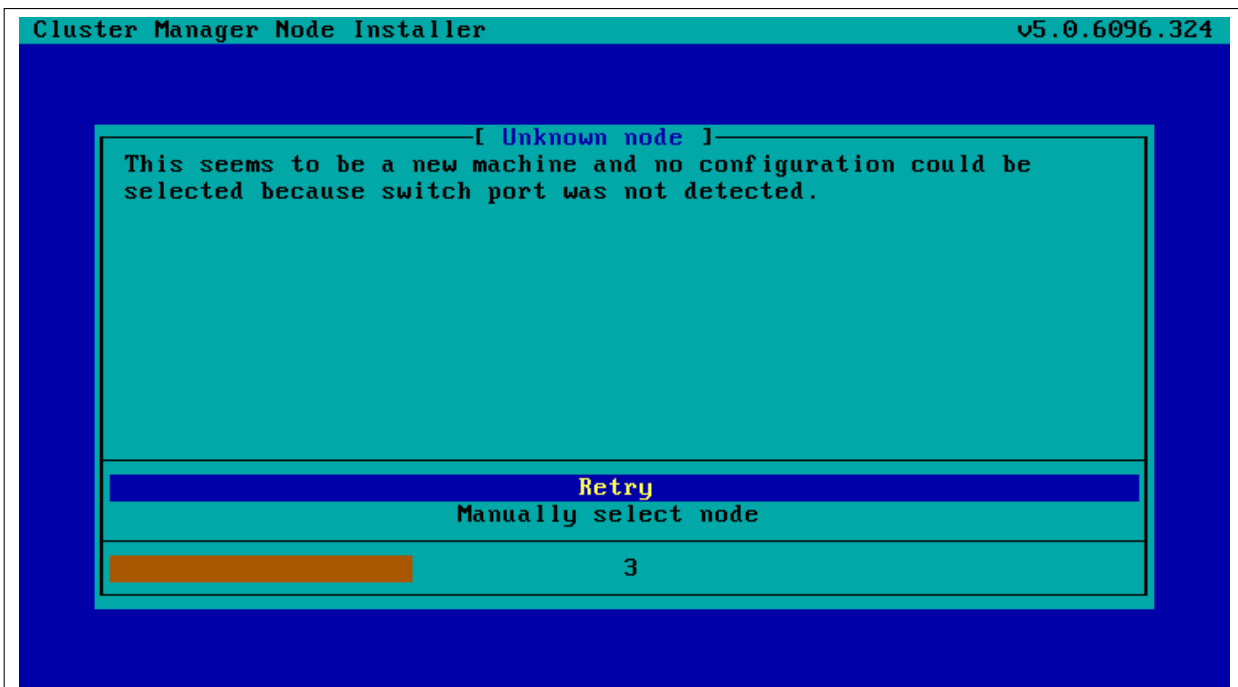 Cluster Manager Node Installer v5.0.6096.324
[ Unknown node ]
This seems to be a new machine and no configuration could be
selected because switch port was not detected.
Retry
Manually select node
3